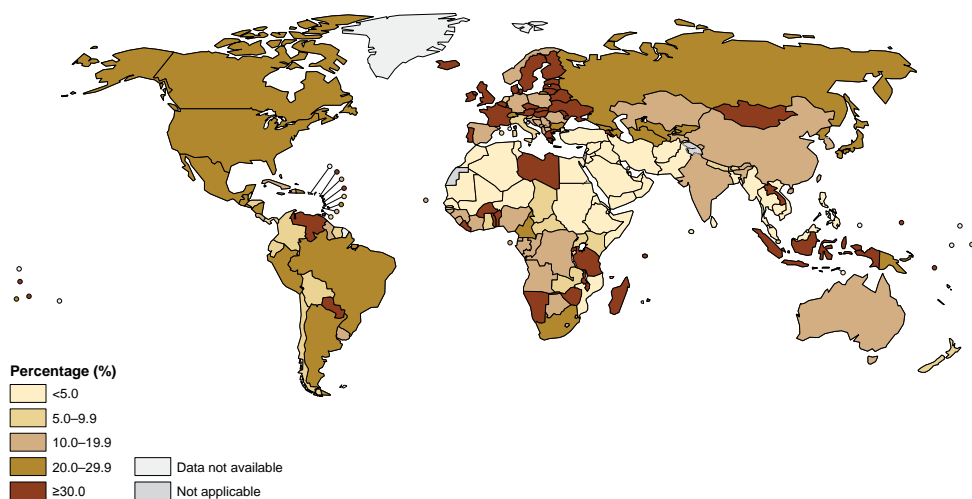 Percentage (%)
<5.0
5.0–9.9
10.0–19.9
20.0–29.9
≥30.0
Data not available
Not applicable